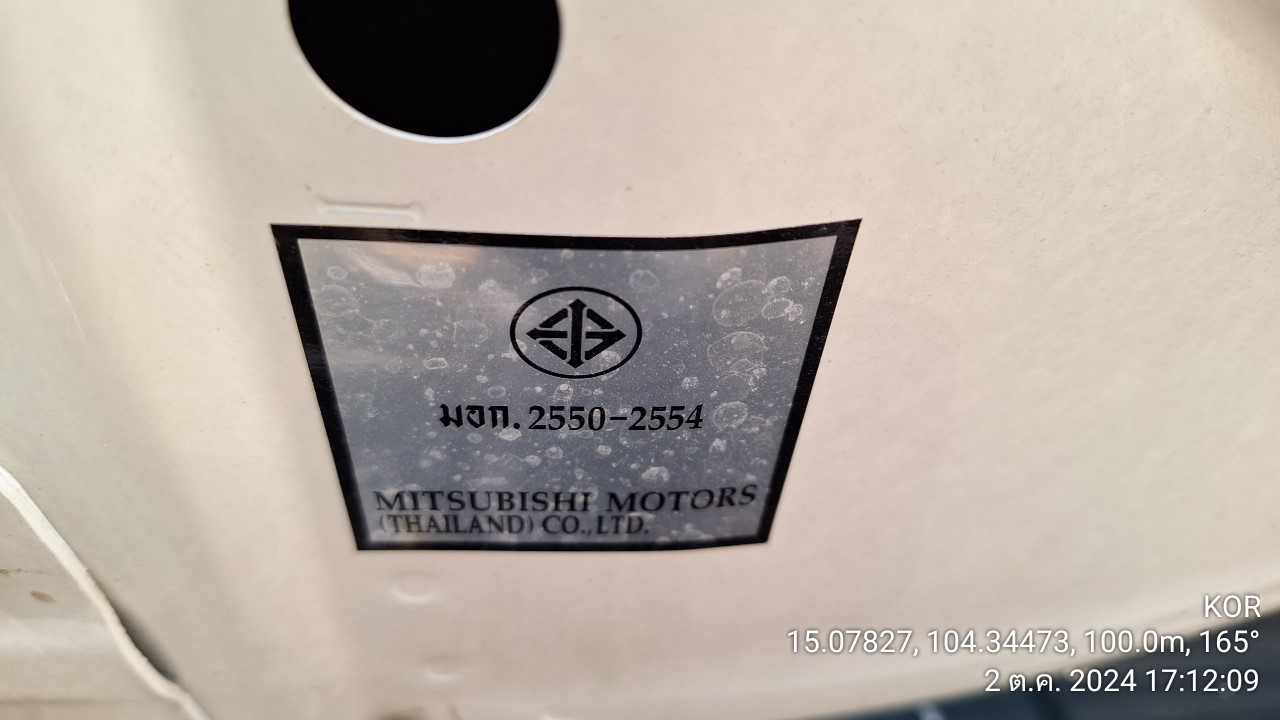 มอก. 2550-2554
MITSUBISHI MOTORS
(THAILAND) CO.,LTD.
KOR
15.07827, 104.34473, 100.0m, 165°
2 ต.ค. 2024 17:12:09